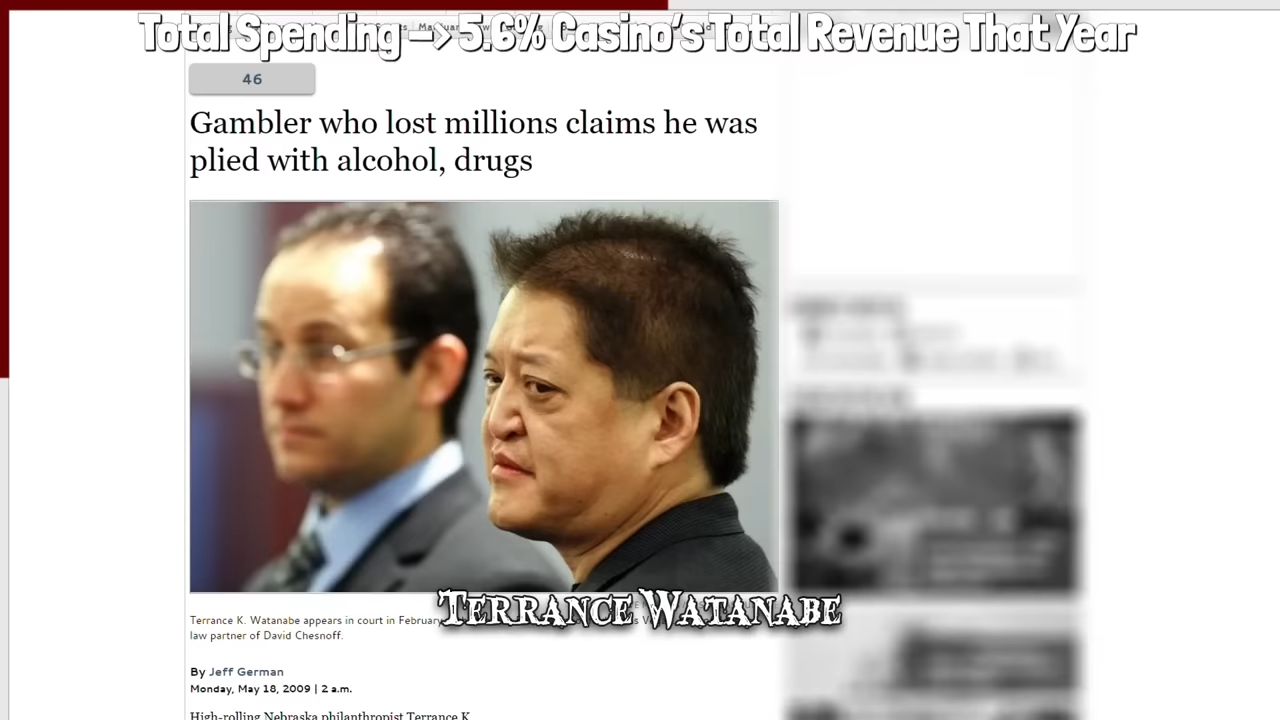 Total Spending –> 5.6% Casino's Total Revenue That Year
46
Gambler who lost millions claims he was
plied with alcohol, drugs
Terrance K. Watanabe appears in court in February
law partner of David Chesnoff.
Terrance Watanabe
By Jeff German
Monday, May 18, 2009 | 2 a.m.
High-rolling Nebraska philanthropist Terrance K.